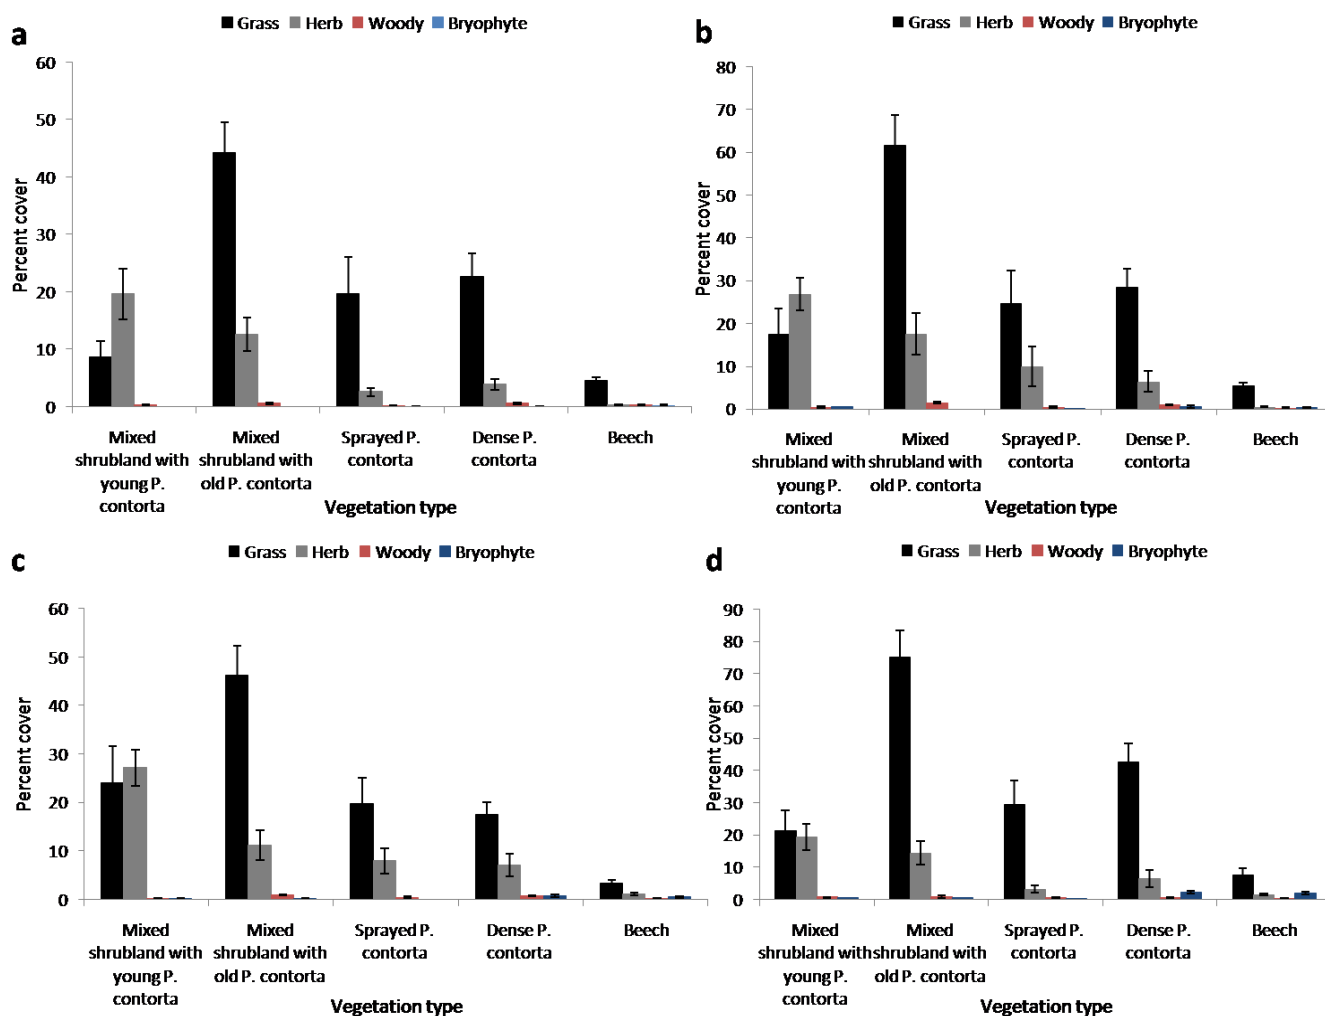 a
Grass Herb Woody Bryophyte
60
50
40
30
20
10
0
Percent cover
Mixed shrubland with young P. contorta
Mixed shrubland with old P. contorta
Sprayed P. contorta
Dense P. contorta
Beech
Vegetation type
b
Grass Herb Woody Bryophyte
80
70
60
50
40
30
20
10
0
Percent cover
Mixed shrubland with young P. contorta
Mixed shrubland with old P. contorta
Sprayed P. contorta
Dense P. contorta
Beech
Vegetation type
c
Grass Herb Woody Bryophyte
60
50
40
30
20
10
0
Percent cover
Mixed shrubland with young P. contorta
Mixed shrubland with old P. contorta
Sprayed P. contorta
Dense P. contorta
Beech
Vegetation type
d
Grass Herb Woody Bryophyte
90
80
70
60
50
40
30
20
10
0
Percent cover
Mixed shrubland with young P. contorta
Mixed shrubland with old P. contorta
Sprayed P. contorta
Dense P. contorta
Beech
Vegetation type